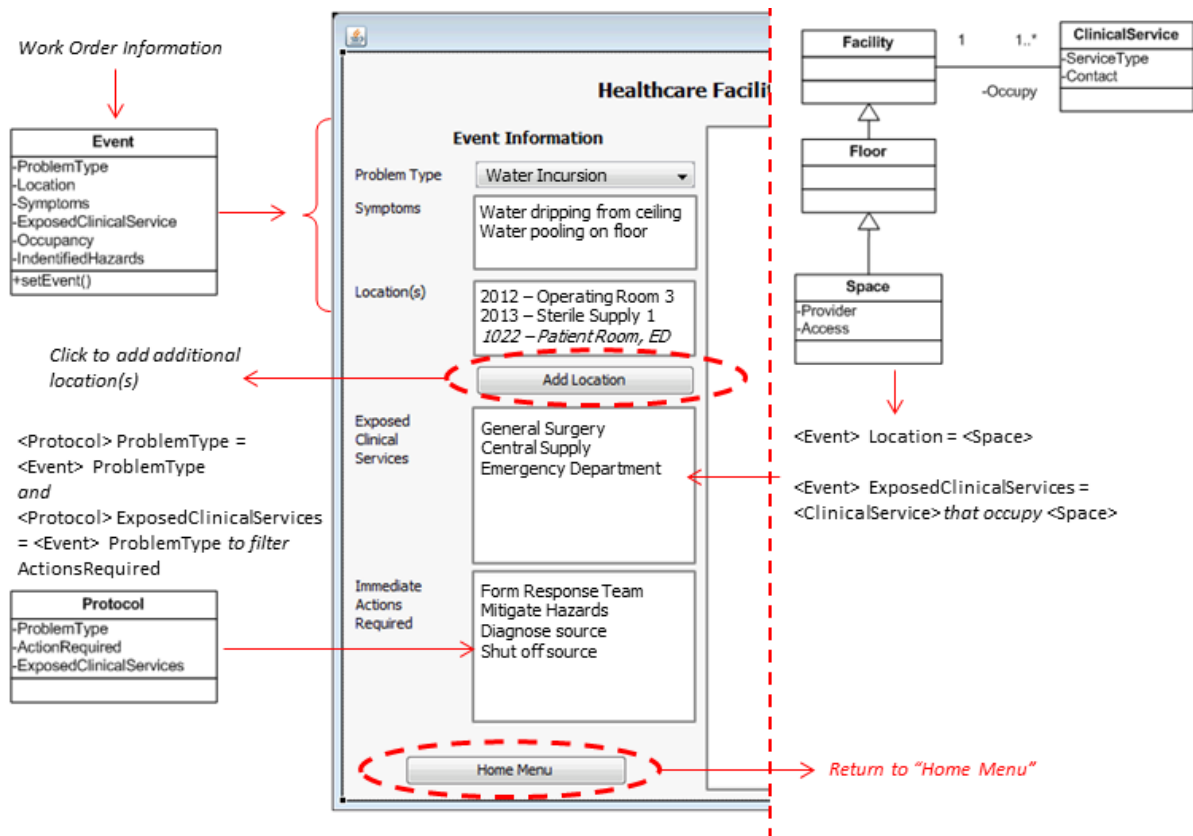 Work Order Information
Event
-ProblemType
-Location
-Symptoms
-ExposedClinicalService
-Occupancy
-IndentifiedHazards
+setEvent()
Click to add additional
location(s)
<Protocol> ProblemType =
<Event> ProblemType
and
<Protocol> ExposedClinicalServices
= <Event> ProblemType to filter
ActionsRequired
Protocol
-ProblemType
-ActionRequired
-ExposedClinicalServices
Healthcare Facili
Event Information
Problem Type
Water Incursion
Symptoms
Water dripping from ceiling
Water pooling on floor
Location(s)
2012 – Operating Room 3
2013 – Sterile Supply 1
1022 – Patient Room, ED
Add Location
Exposed
Clinical
Services
General Surgery
Central Supply
Emergency Department
Immediate
Actions
Required
Form Response Team
Mitigate Hazards
Diagnose source
Shut off source
Home Menu
Facility
1
1..*
-Occupy
ClinicalService
-ServiceType
-Contact
Floor
Space
-Provider
-Access
<Event> Location = <Space>
<Event> ExposedClinicalServices =
<ClinicalService> that occupy <Space>
Return to “Home Menu”